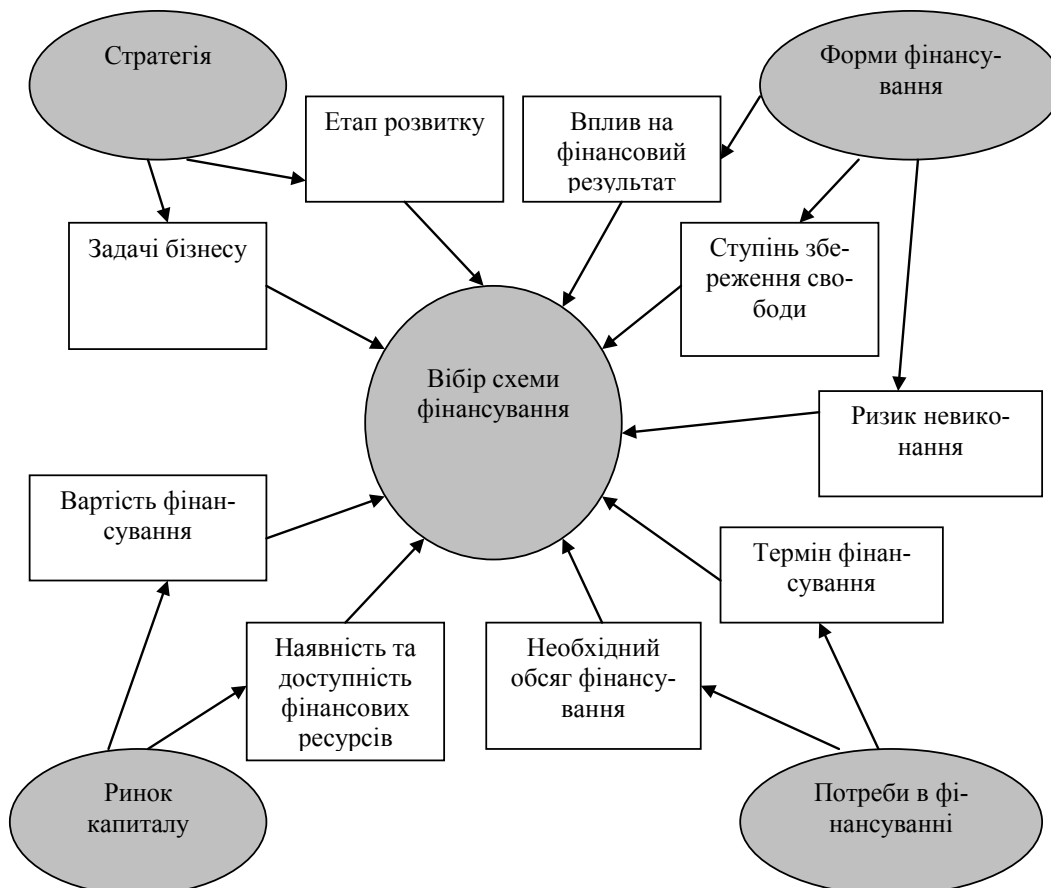 Стратегія
Форми фінансу-
вання
Етап розвитку
Вплив на
фінансовий
результат
Задачі бізнесу
Ступінь збе-
реження сво-
боди
Вібір схеми
фінансування
Ризик невико-
нання
Вартість фінан-
сування
Термін фінан-
сування
Наявність та
доступність
фінансових
ресурсів
Необхідний
обсяг фінансу-
вання
Ринок
капиталу
Потреби в фі-
нансуванні